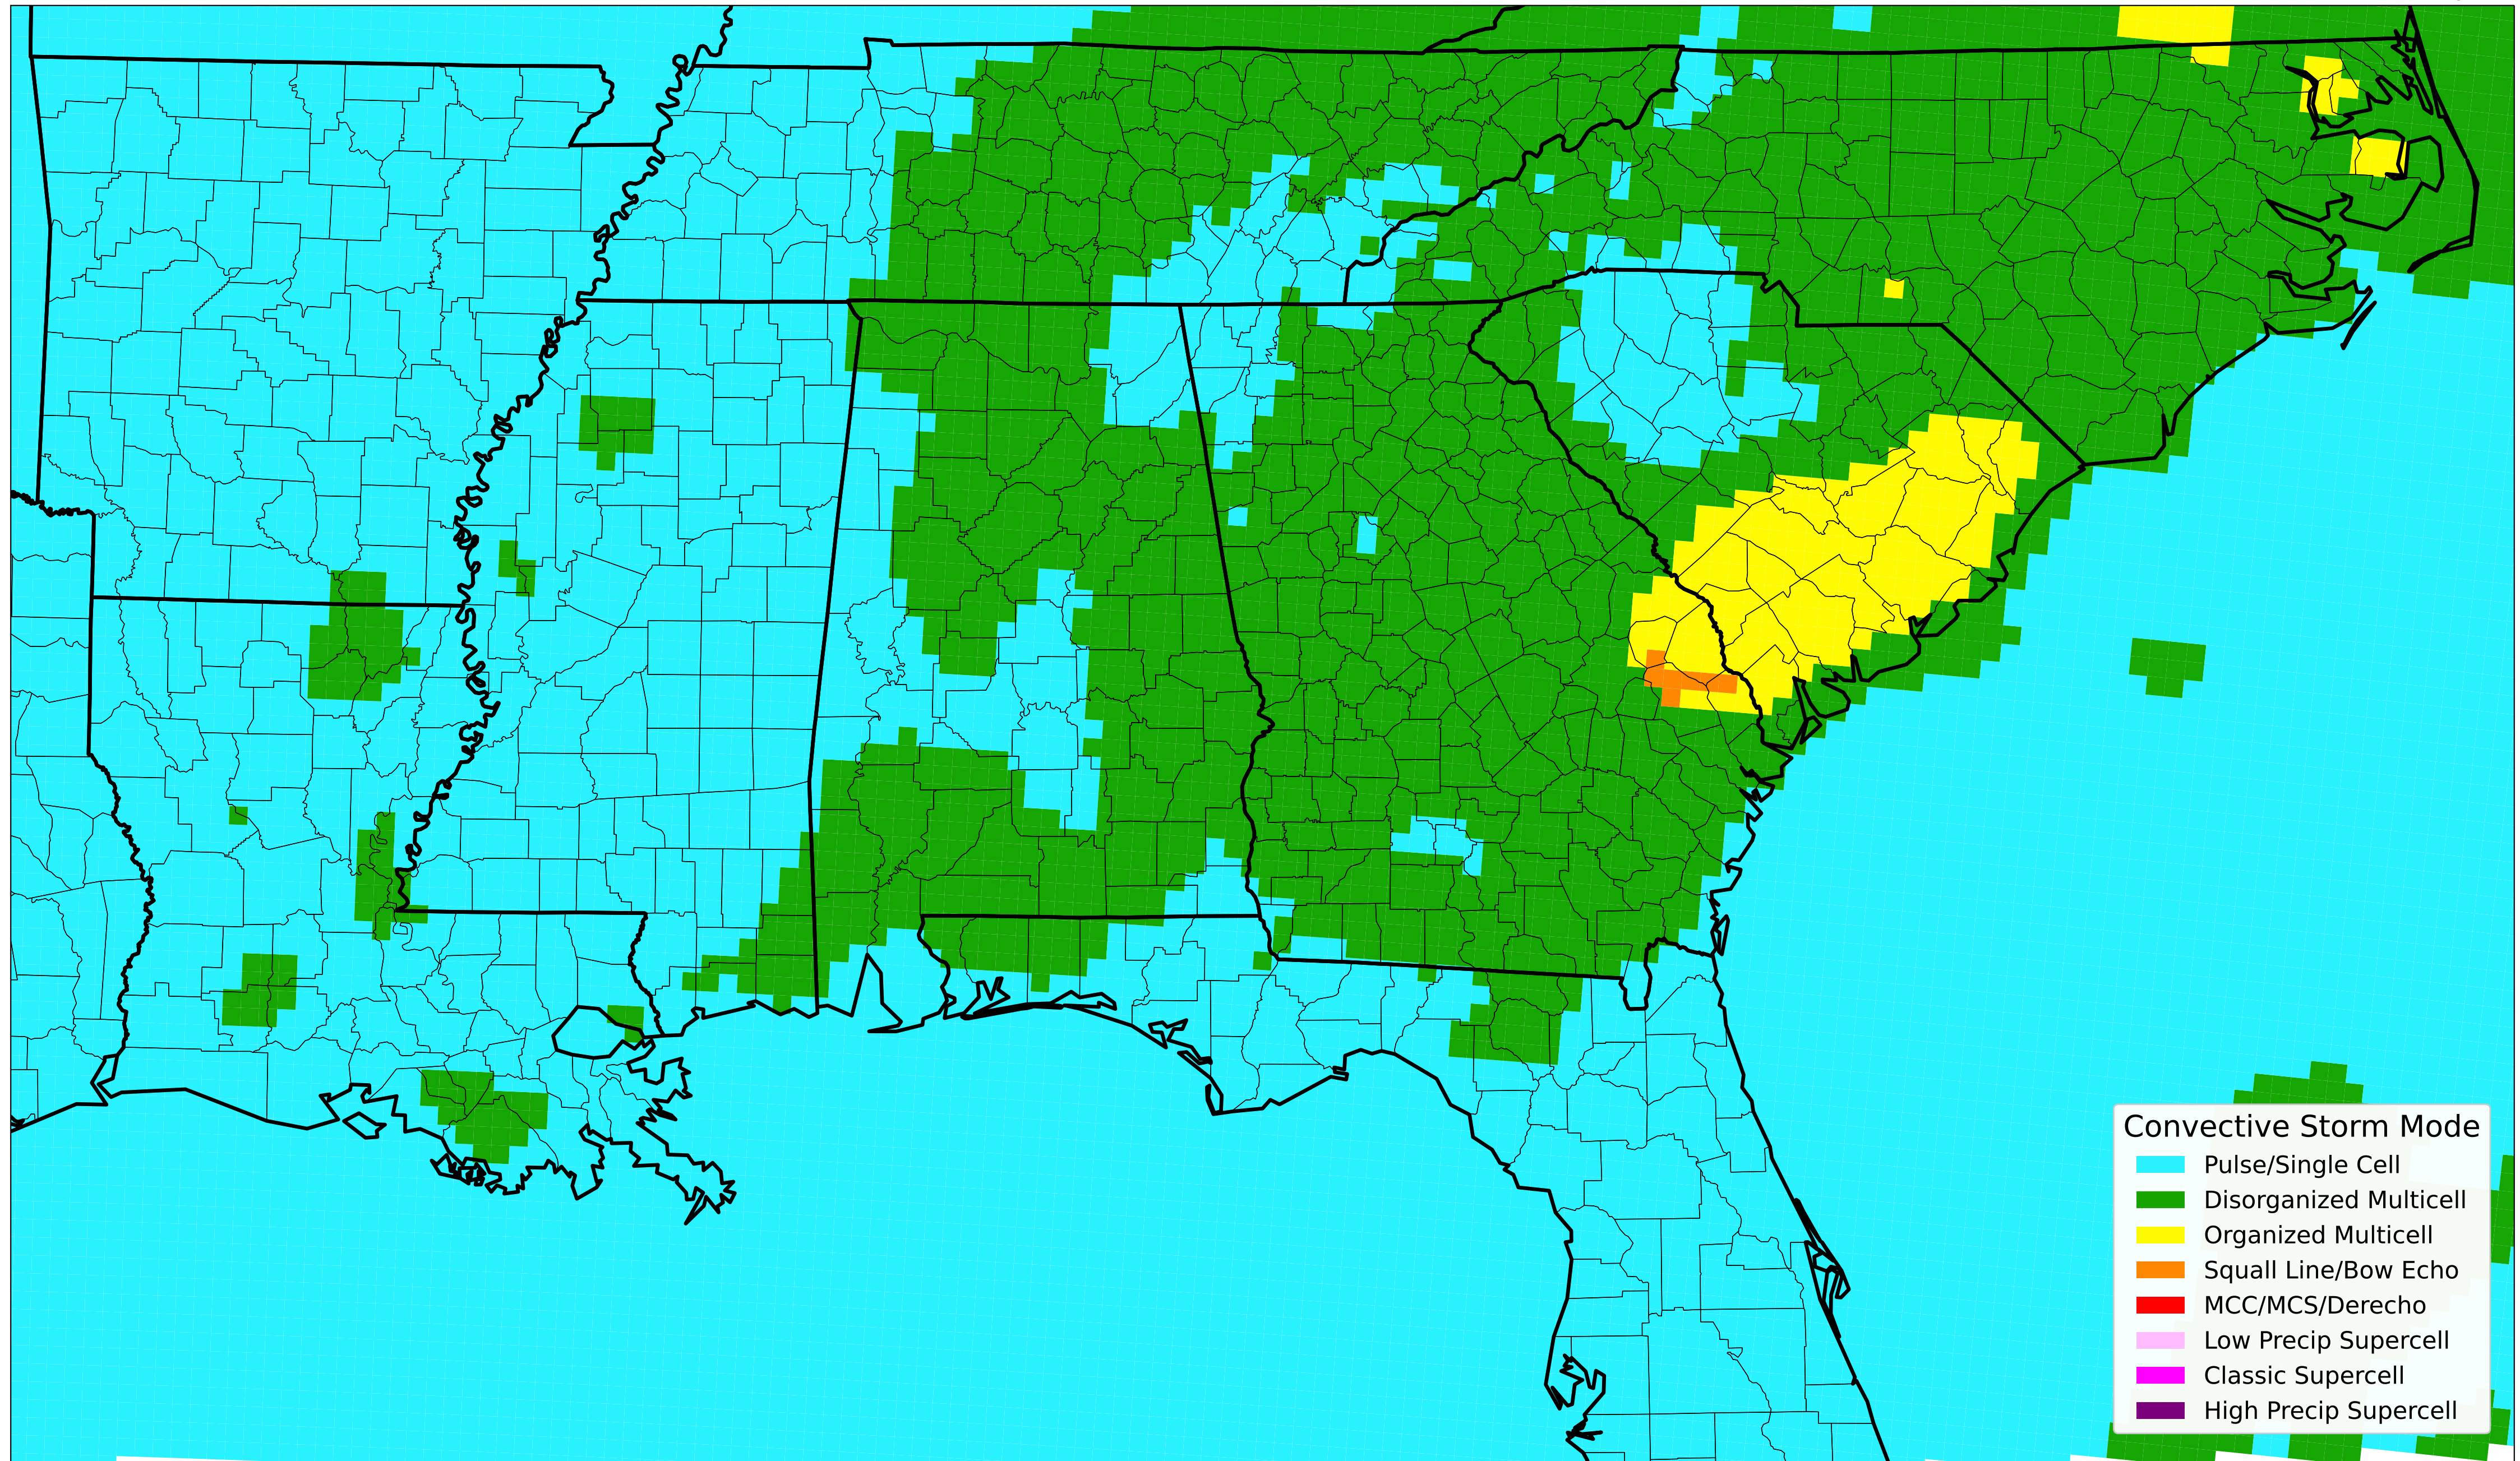 Convective Storm Mode
Pulse/Single Cell
Disorganized Multicell
Organized Multicell
Squall Line/Bow Echo
MCC/MCS/Derecho
Low Precip Supercell
Classic Supercell
High Precip Supercell